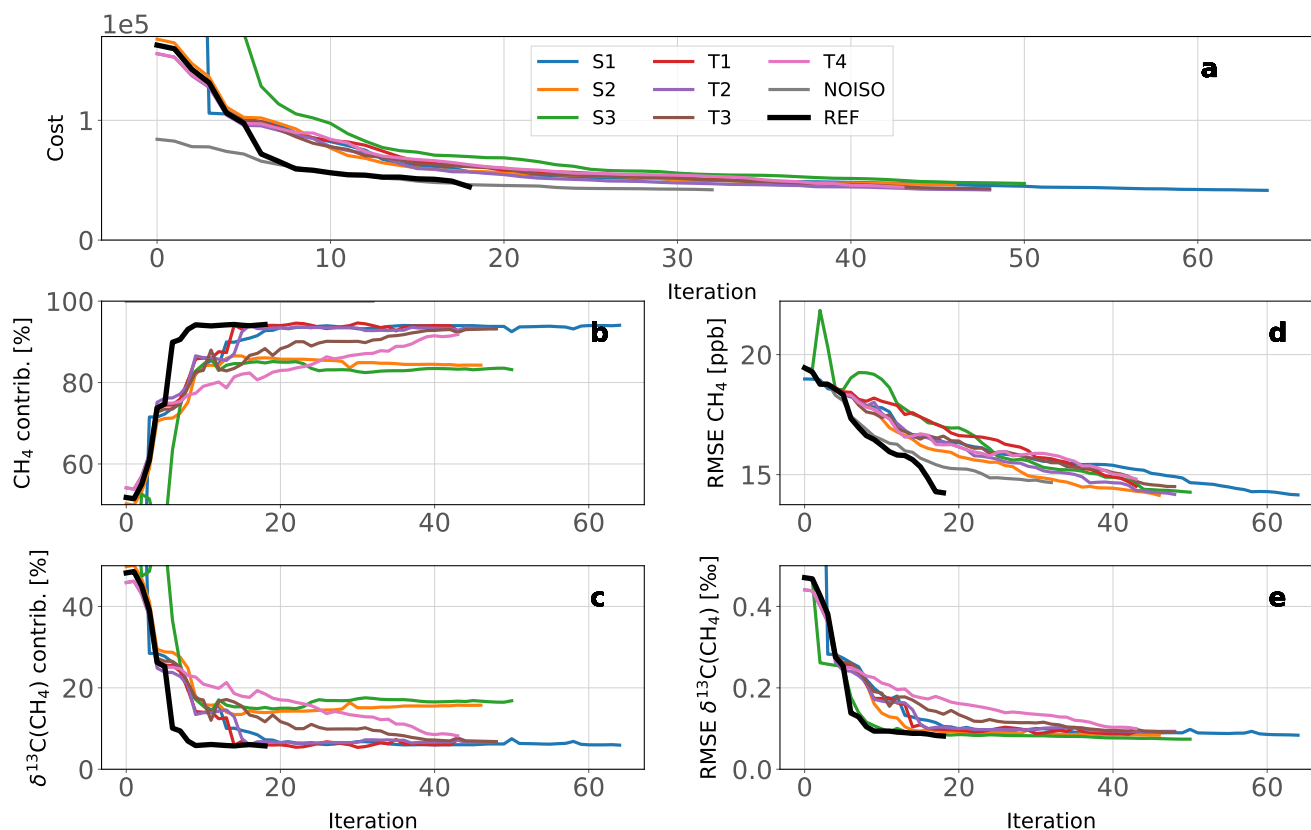 1e5
a
S1 T1 T4
S2 T2 NOISO
S3 T3 REF
Cost
1
0
0 10 20 30 40 50 60
Iteration
b
CH₄ contrib. [%]
100
80
60
0 20 40 60
d
RMSE CH₄ [ppb]
20
15
0 20 40 60
c
δ¹³C(CH₄) contrib. [%]
40
20
0
0 20 40 60
Iteration
e
RMSE δ¹³C(CH₄) [‰]
0.4
0.2
0.0
0 20 40 60
Iteration